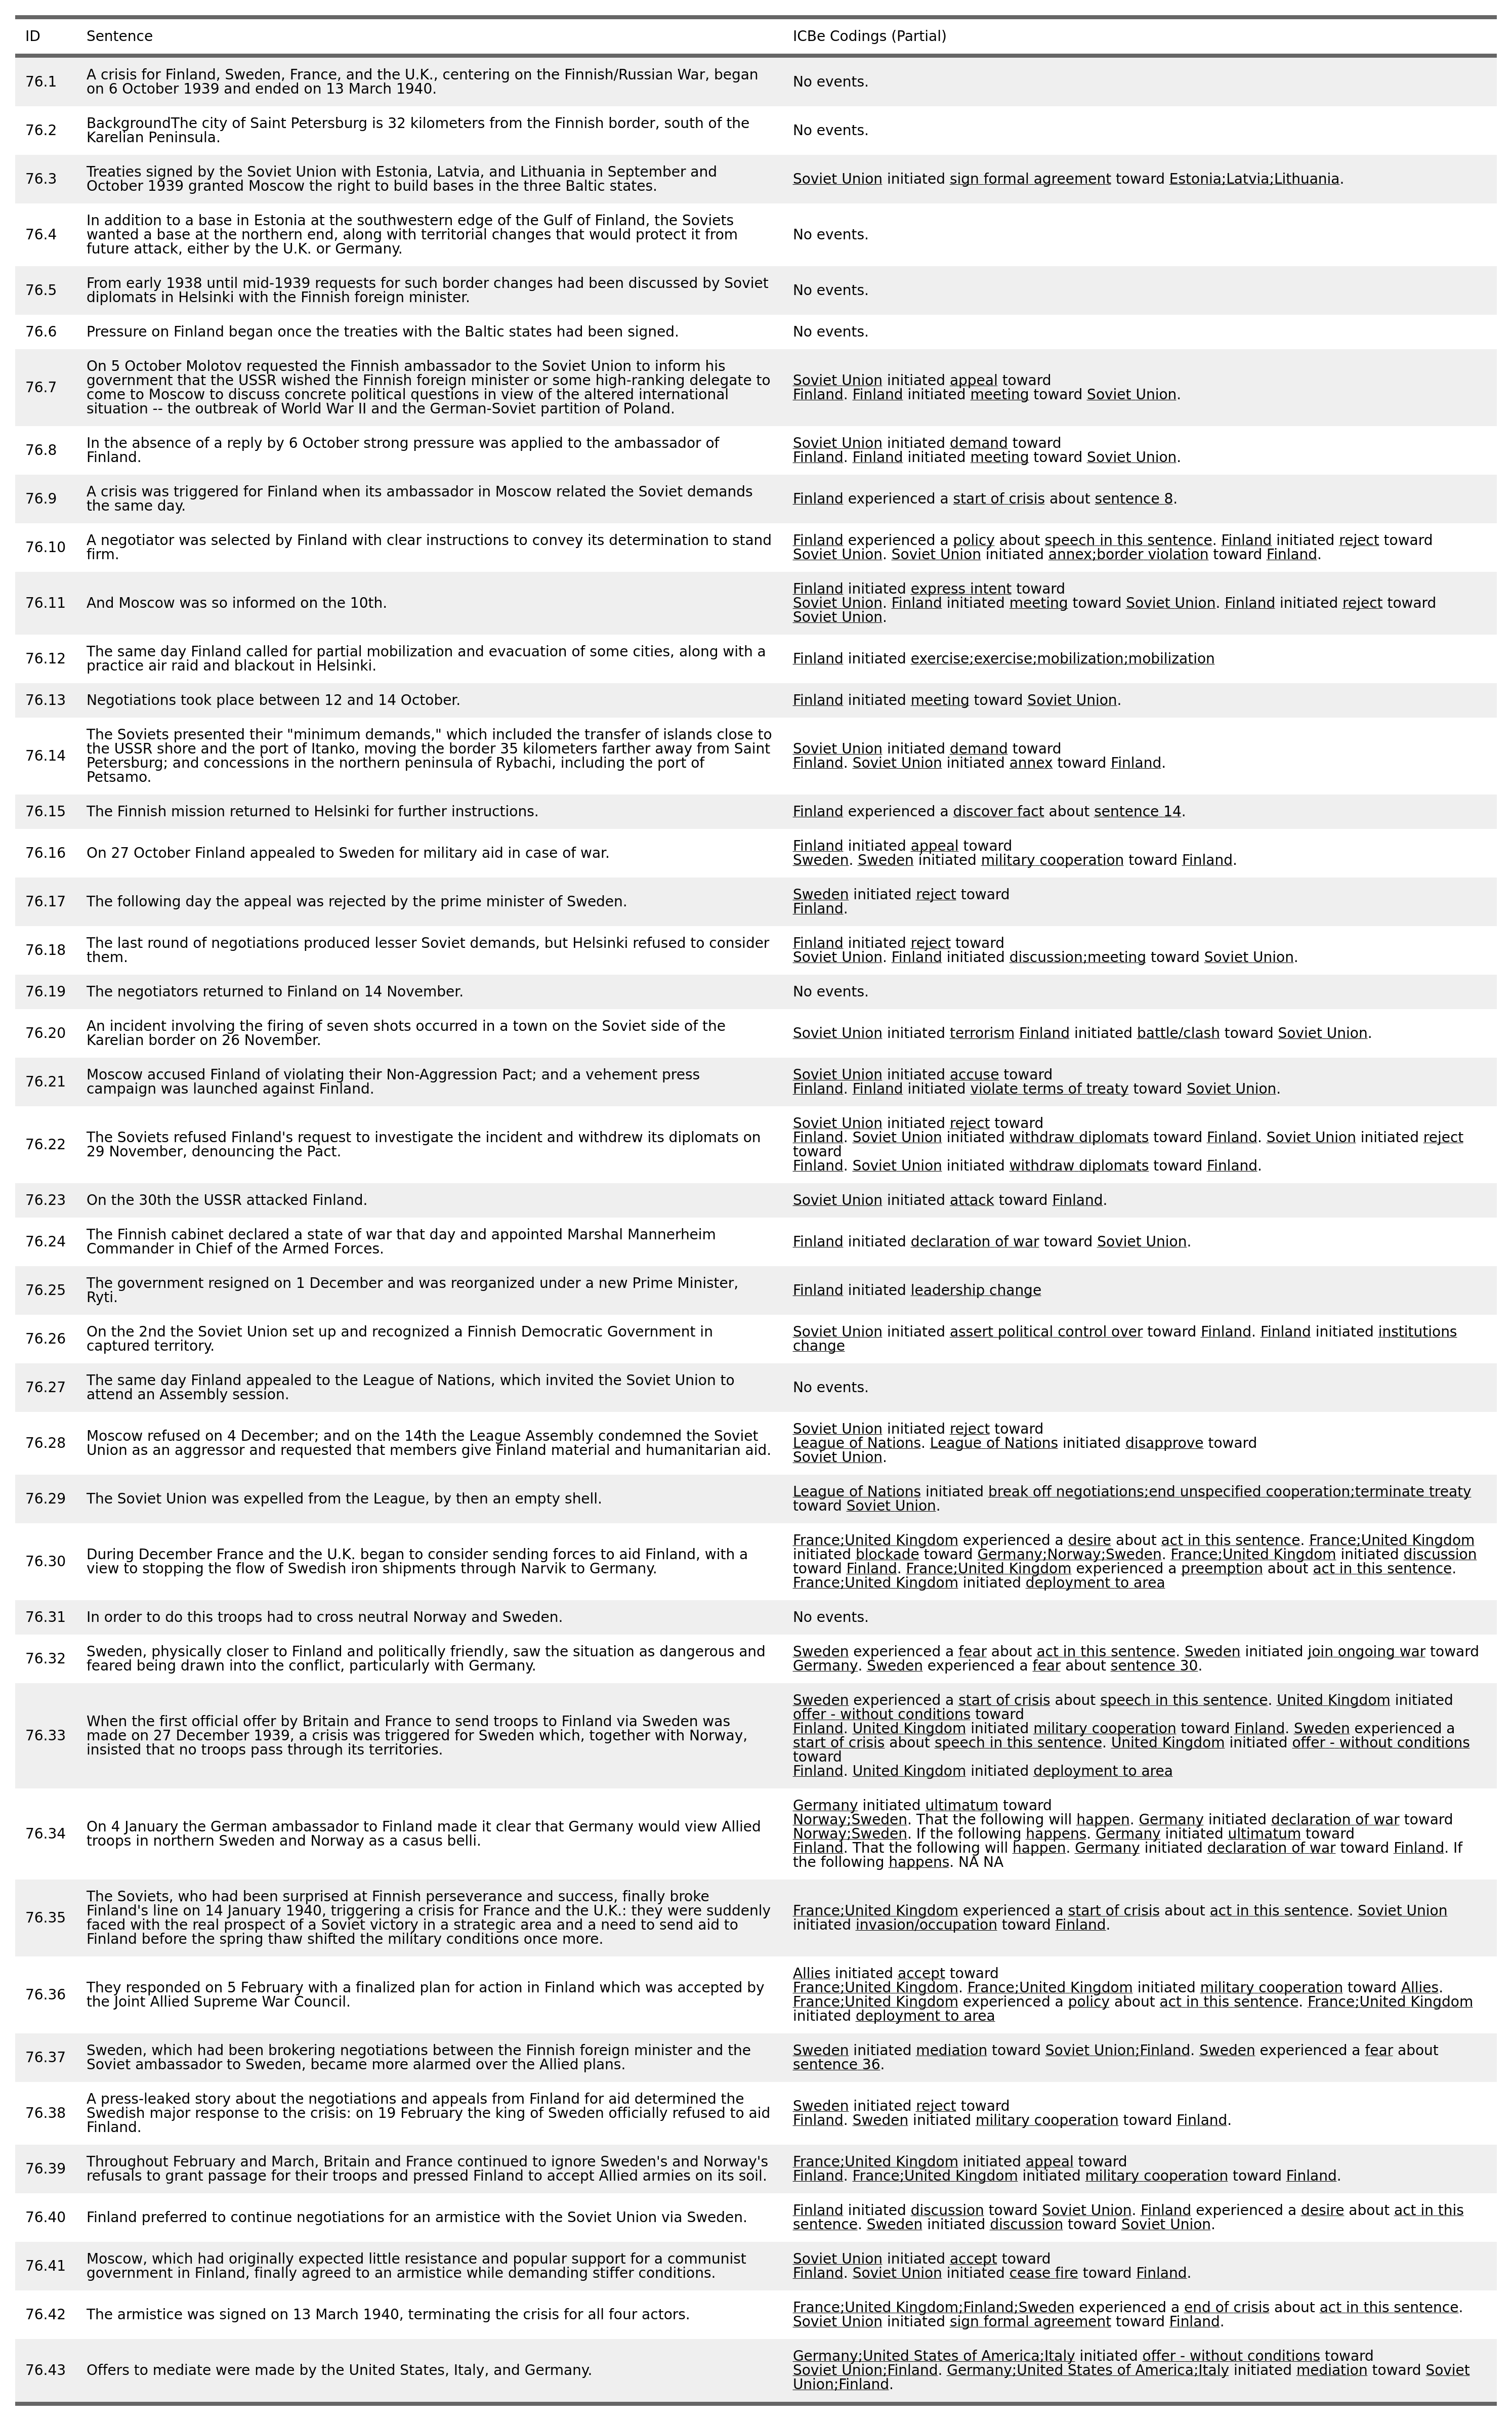 ID Sentence ICBe Codings (Partial)
76.1 A crisis for Finland, Sweden, France, and the U.K., centering on the Finnish/Russian War, began
on 6 October 1939 and ended on 13 March 1940.
No events.
76.2 BackgroundThe city of Saint Petersburg is 32 kilometers from the Finnish border, south of the
Karelian Peninsula.
No events.
76.3 Treaties signed by the Soviet Union with Estonia, Latvia, and Lithuania in September and
October 1939 granted Moscow the right to build bases in the three Baltic states.
Soviet Union initiated sign formal agreement toward Estonia;Latvia;Lithuania.
76.4 In addition to a base in Estonia at the southwestern edge of the Gulf of Finland, the Soviets
wanted a base at the northern end, along with territorial changes that would protect it from
future attack, either by the U.K. or Germany.
No events.
76.5 From early 1938 until mid-1939 requests for such border changes had been discussed by Soviet
diplomats in Helsinki with the Finnish foreign minister.
No events.
76.6 Pressure on Finland began once the treaties with the Baltic states had been signed.
No events.
76.7 On 5 October Molotov requested the Finnish ambassador to the Soviet Union to inform his
government that the USSR wished the Finnish foreign minister or some high-ranking delegate to
come to Moscow to discuss concrete political questions in view of the altered international
situation -- the outbreak of World War II and the German-Soviet partition of Poland.
Soviet Union initiated appeal toward
Finland. Finland initiated meeting toward Soviet Union.
76.8 In the absence of a reply by 6 October strong pressure was applied to the ambassador of
Finland.
Soviet Union initiated demand toward
Finland. Finland initiated meeting toward Soviet Union.
76.9 A crisis was triggered for Finland when its ambassador in Moscow related the Soviet demands
the same day.
Finland experienced a start of crisis about sentence 8.
76.10 A negotiator was selected by Finland with clear instructions to convey its determination to stand
firm.
Finland experienced a policy about speech in this sentence. Finland initiated reject toward
Soviet Union. Soviet Union initiated annex;border violation toward Finland.
76.11 And Moscow was so informed on the 10th.
Finland initiated express intent toward
Soviet Union. Finland initiated meeting toward Soviet Union. Finland initiated reject toward
Soviet Union.
76.12 The same day Finland called for partial mobilization and evacuation of some cities, along with a
practice air raid and blackout in Helsinki.
Finland initiated exercise;exercise;mobilization;mobilization
76.13 Negotiations took place between 12 and 14 October.
Finland initiated meeting toward Soviet Union.
76.14 The Soviets presented their "minimum demands," which included the transfer of islands close to
the USSR shore and the port of Itanko, moving the border 35 kilometers farther away from Saint
Petersburg; and concessions in the northern peninsula of Rybachi, including the port of
Petsamo.
Soviet Union initiated demand toward
Finland. Soviet Union initiated annex toward Finland.
76.15 The Finnish mission returned to Helsinki for further instructions.
Finland experienced a discover fact about sentence 14.
76.16 On 27 October Finland appealed to Sweden for military aid in case of war.
Finland initiated appeal toward
Sweden. Sweden initiated military cooperation toward Finland.
76.17 The following day the appeal was rejected by the prime minister of Sweden.
Sweden initiated reject toward
Finland.
76.18 The last round of negotiations produced lesser Soviet demands, but Helsinki refused to consider
them.
Finland initiated reject toward
Soviet Union. Finland initiated discussion;meeting toward Soviet Union.
76.19 The negotiators returned to Finland on 14 November.
No events.
76.20 An incident involving the firing of seven shots occurred in a town on the Soviet side of the
Karelian border on 26 November.
Soviet Union initiated terrorism Finland initiated battle/clash toward Soviet Union.
76.21 Moscow accused Finland of violating their Non-Aggression Pact; and a vehement press
campaign was launched against Finland.
Soviet Union initiated accuse toward
Finland. Finland initiated violate terms of treaty toward Soviet Union.
76.22 The Soviets refused Finland's request to investigate the incident and withdrew its diplomats on
29 November, denouncing the Pact.
Soviet Union initiated reject toward
Finland. Soviet Union initiated withdraw diplomats toward Finland. Soviet Union initiated reject
toward
Finland. Soviet Union initiated withdraw diplomats toward Finland.
76.23 On the 30th the USSR attacked Finland.
Soviet Union initiated attack toward Finland.
76.24 The Finnish cabinet declared a state of war that day and appointed Marshal Mannerheim
Commander in Chief of the Armed Forces.
Finland initiated declaration of war toward Soviet Union.
76.25 The government resigned on 1 December and was reorganized under a new Prime Minister,
Ryti.
Finland initiated leadership change
76.26 On the 2nd the Soviet Union set up and recognized a Finnish Democratic Government in
captured territory.
Soviet Union initiated assert political control over toward Finland. Finland initiated institutions
change
76.27 The same day Finland appealed to the League of Nations, which invited the Soviet Union to
attend an Assembly session.
No events.
76.28 Moscow refused on 4 December; and on the 14th the League Assembly condemned the Soviet
Union as an aggressor and requested that members give Finland material and humanitarian aid.
Soviet Union initiated reject toward
League of Nations. League of Nations initiated disapprove toward
Soviet Union.
76.29 The Soviet Union was expelled from the League, by then an empty shell.
League of Nations initiated break off negotiations;end unspecified cooperation;terminate treaty
toward Soviet Union.
76.30 During December France and the U.K. began to consider sending forces to aid Finland, with a
view to stopping the flow of Swedish iron shipments through Narvik to Germany.
France;United Kingdom experienced a desire about act in this sentence. France;United Kingdom
initiated blockade toward Germany;Norway;Sweden. France;United Kingdom initiated discussion
toward Finland. France;United Kingdom experienced a preemption about act in this sentence.
France;United Kingdom initiated deployment to area
76.31 In order to do this troops had to cross neutral Norway and Sweden.
No events.
76.32 Sweden, physically closer to Finland and politically friendly, saw the situation as dangerous and
feared being drawn into the conflict, particularly with Germany.
Sweden experienced a fear about act in this sentence. Sweden initiated join ongoing war toward
Germany. Sweden experienced a fear about sentence 30.
76.33 When the first official offer by Britain and France to send troops to Finland via Sweden was
made on 27 December 1939, a crisis was triggered for Sweden which, together with Norway,
insisted that no troops pass through its territories.
Sweden experienced a start of crisis about speech in this sentence. United Kingdom initiated
offer - without conditions toward
Finland. United Kingdom initiated military cooperation toward Finland. Sweden experienced a
start of crisis about speech in this sentence. United Kingdom initiated offer - without conditions
toward
Finland. United Kingdom initiated deployment to area
76.34 On 4 January the German ambassador to Finland made it clear that Germany would view Allied
troops in northern Sweden and Norway as a casus belli.
Germany initiated ultimatum toward
Norway;Sweden. That the following will happen. Germany initiated declaration of war toward
Norway;Sweden. If the following happens. Germany initiated ultimatum toward
Finland. That the following will happen. Germany initiated declaration of war toward Finland. If
the following happens. NA NA
76.35 The Soviets, who had been surprised at Finnish perseverance and success, finally broke
Finland's line on 14 January 1940, triggering a crisis for France and the U.K.: they were suddenly
faced with the real prospect of a Soviet victory in a strategic area and a need to send aid to
Finland before the spring thaw shifted the military conditions once more.
France;United Kingdom experienced a start of crisis about act in this sentence. Soviet Union
initiated invasion/occupation toward Finland.
76.36 They responded on 5 February with a finalized plan for action in Finland which was accepted by
the Joint Allied Supreme War Council.
Allies initiated accept toward
France;United Kingdom. France;United Kingdom initiated military cooperation toward Allies.
France;United Kingdom experienced a policy about act in this sentence. France;United Kingdom
initiated deployment to area
76.37 Sweden, which had been brokering negotiations between the Finnish foreign minister and the
Soviet ambassador to Sweden, became more alarmed over the Allied plans.
Sweden initiated mediation toward Soviet Union;Finland. Sweden experienced a fear about
sentence 36.
76.38 A press-leaked story about the negotiations and appeals from Finland for aid determined the
Swedish major response to the crisis: on 19 February the king of Sweden officially refused to aid
Finland.
Sweden initiated reject toward
Finland. Sweden initiated military cooperation toward Finland.
76.39 Throughout February and March, Britain and France continued to ignore Sweden's and Norway's
refusals to grant passage for their troops and pressed Finland to accept Allied armies on its soil.
France;United Kingdom initiated appeal toward
Finland. France;United Kingdom initiated military cooperation toward Finland.
76.40 Finland preferred to continue negotiations for an armistice with the Soviet Union via Sweden.
Finland initiated discussion toward Soviet Union. Finland experienced a desire about act in this
sentence. Sweden initiated discussion toward Soviet Union.
76.41 Moscow, which had originally expected little resistance and popular support for a communist
government in Finland, finally agreed to an armistice while demanding stiffer conditions.
Soviet Union initiated accept toward
Finland. Soviet Union initiated cease fire toward Finland.
76.42 The armistice was signed on 13 March 1940, terminating the crisis for all four actors.
France;United Kingdom;Finland;Sweden experienced a end of crisis about act in this sentence.
Soviet Union initiated sign formal agreement toward Finland.
76.43 Offers to mediate were made by the United States, Italy, and Germany.
Germany;United States of America;Italy initiated offer - without conditions toward
Soviet Union;Finland. Germany;United States of America;Italy initiated mediation toward Soviet
Union;Finland.